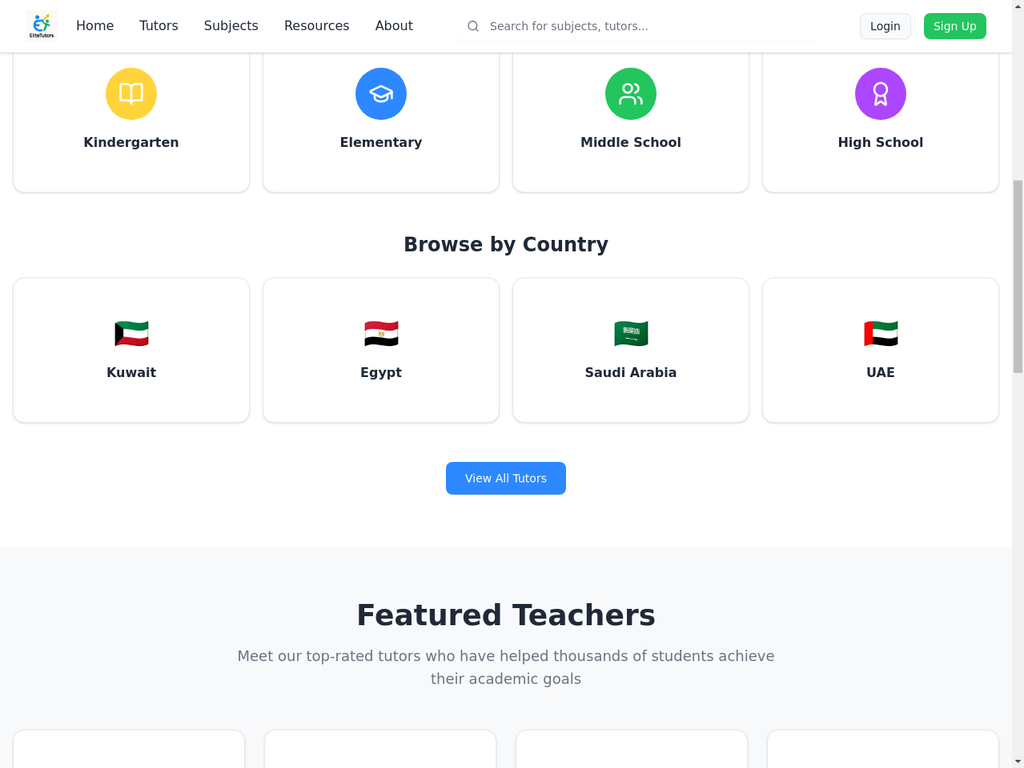 EliteTutors
Home
Tutors
Subjects
Resources
About
Search for subjects, tutors...
Login
Sign Up
Kindergarten
Elementary
Middle School
High School
Browse by Country
Kuwait
Egypt
Saudi Arabia
UAE
View All Tutors
Featured Teachers
Meet our top-rated tutors who have helped thousands of students achieve
their academic goals